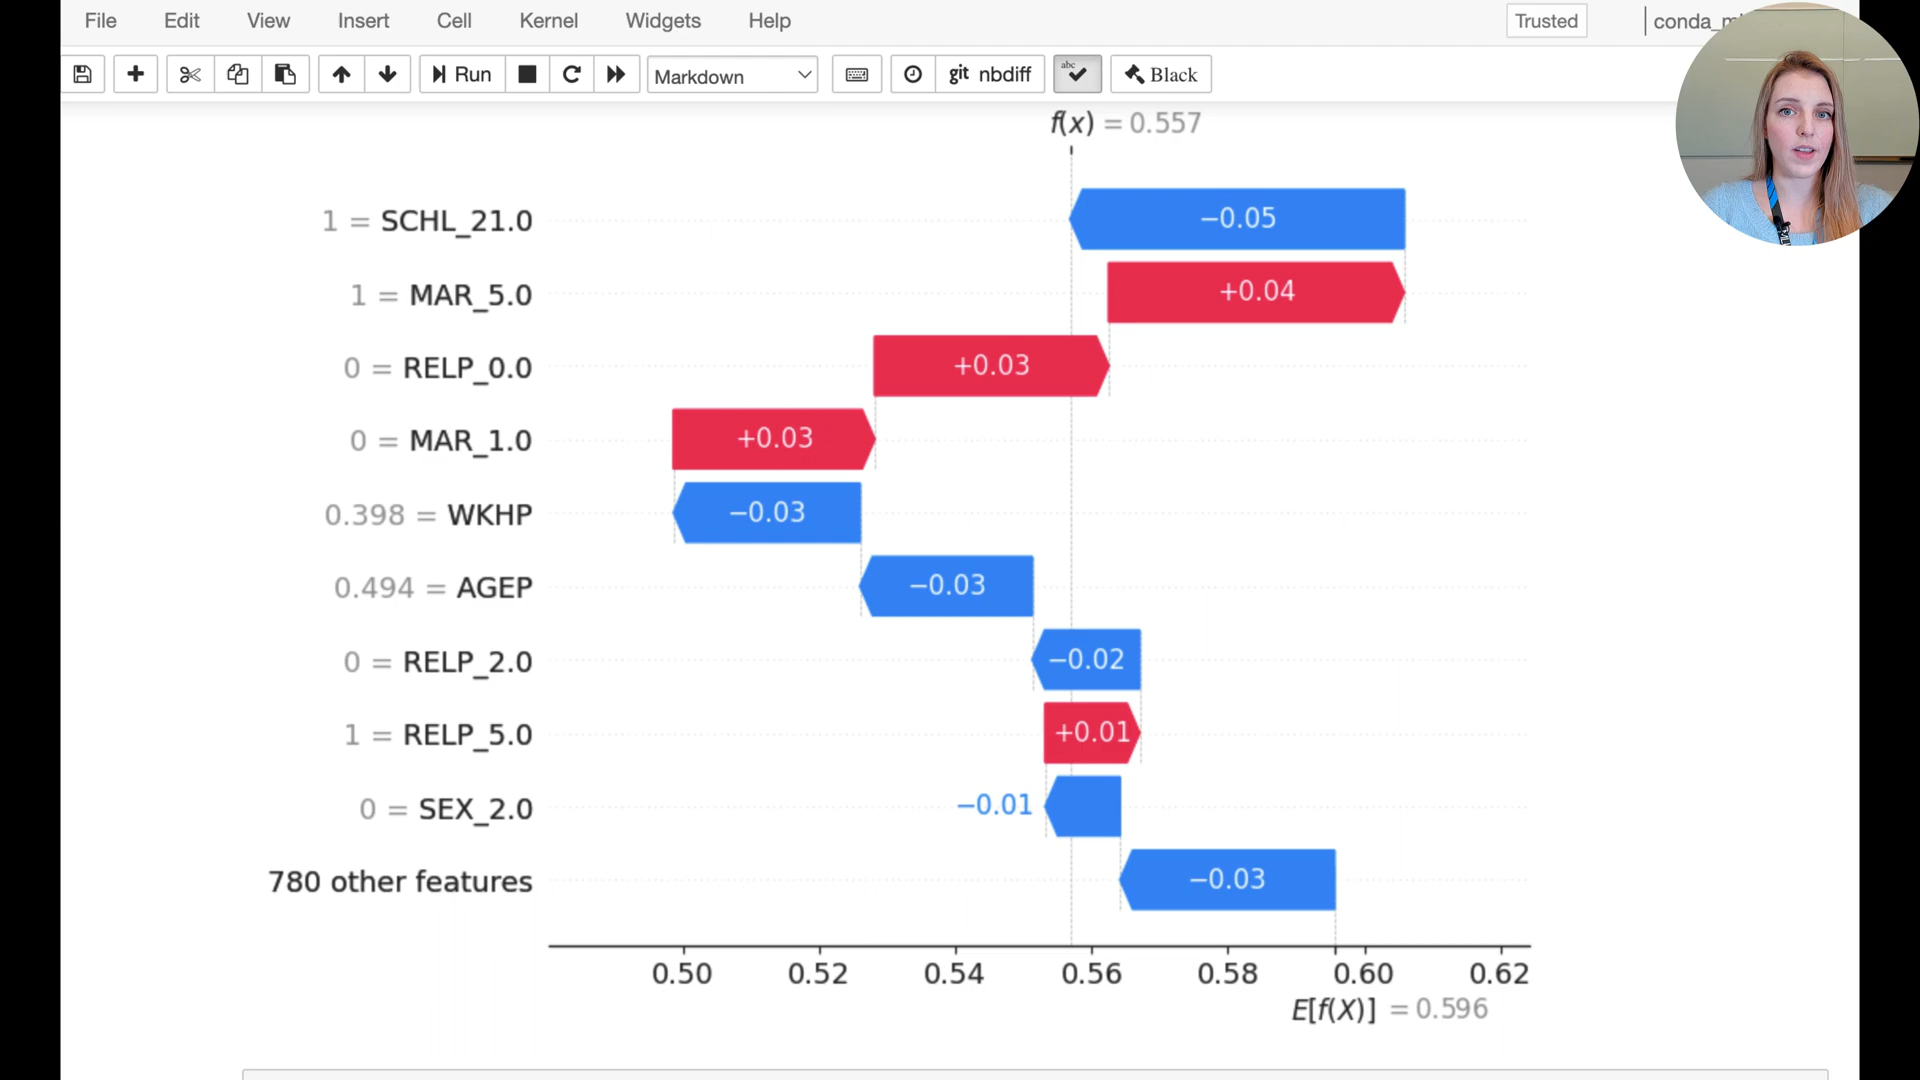 File Edit View Insert Cell Kernel Widgets Help Trusted
Run Markdown git nbdiff abc Black
f(x) = 0.557
1 = SCHL_21.0 −0.05
1 = MAR_5.0 +0.04
0 = RELP_0.0 +0.03
0 = MAR_1.0 +0.03
0.398 = WKHP −0.03
0.494 = AGEP −0.03
0 = RELP_2.0 −0.02
1 = RELP_5.0 +0.01
0 = SEX_2.0 −0.01
780 other features −0.03
0.50 0.52 0.54 0.56 0.58 0.60 0.62
E[f(X)] = 0.596